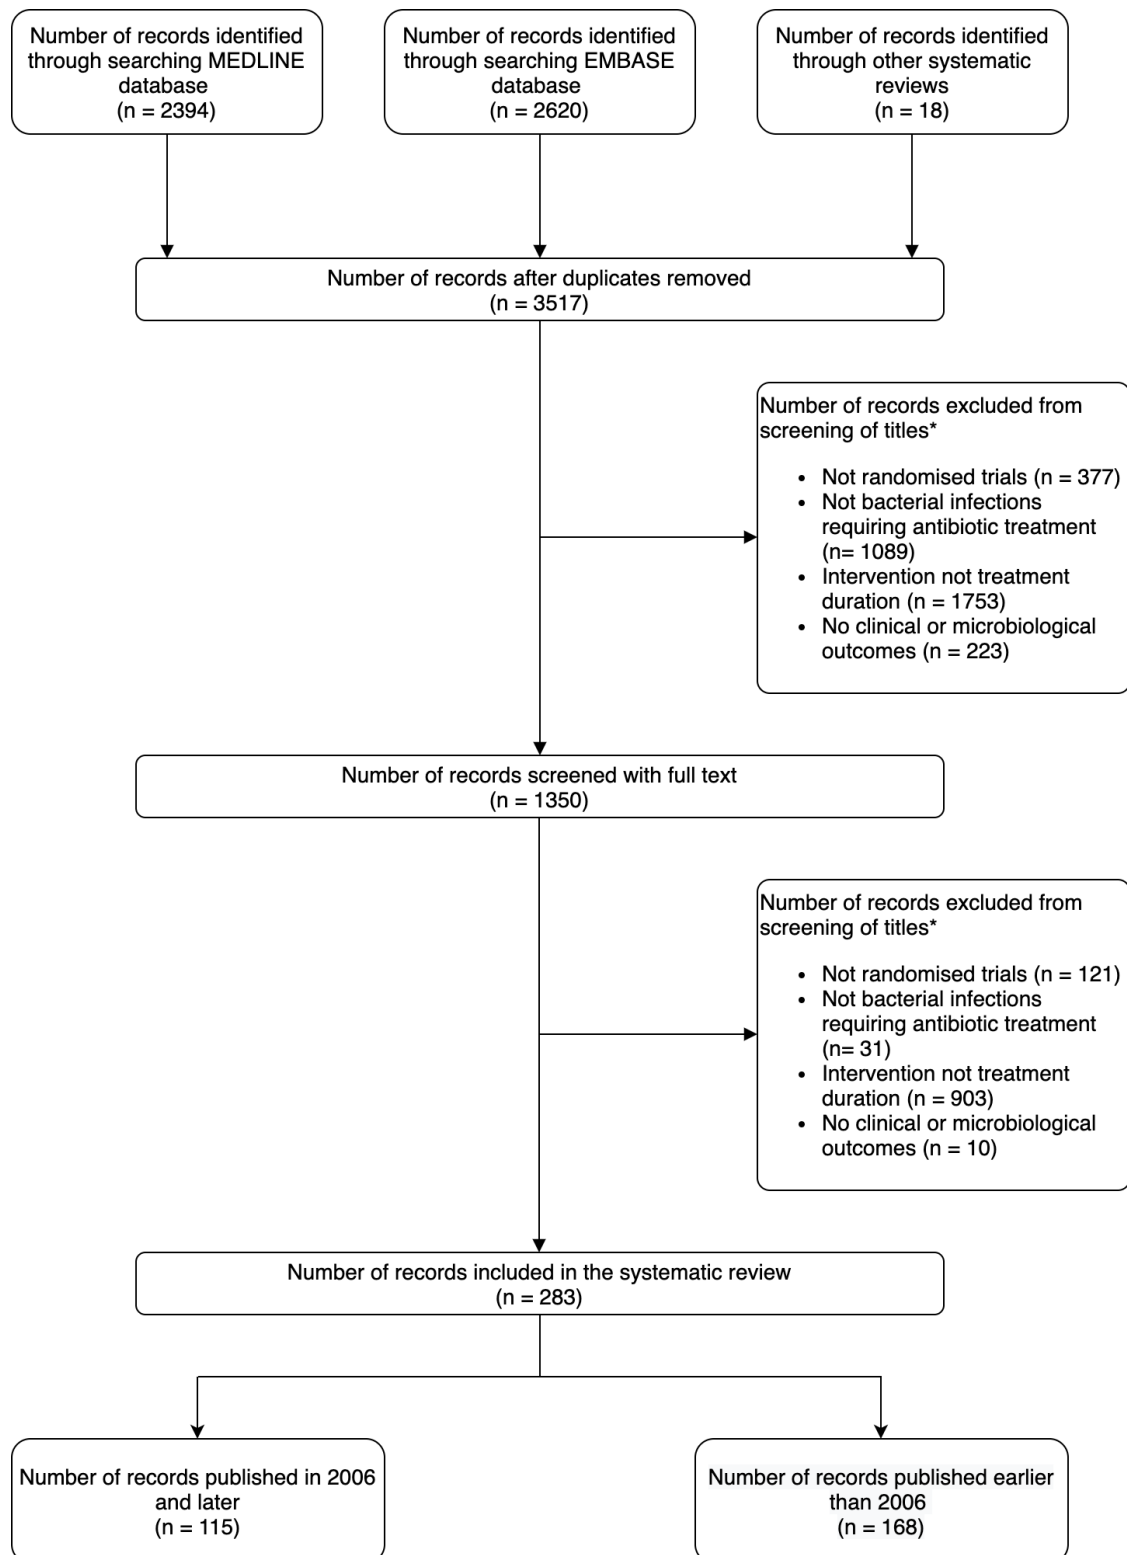 Number of records identified
through searching MEDLINE
database
(n = 2394)
Number of records identified
through searching EMBASE
database
(n = 2620)
Number of records identified
through other systematic
reviews
(n = 18)
Number of records after duplicates removed
(n = 3517)
Number of records excluded from
screening of titles*
• Not randomised trials (n = 377)
• Not bacterial infections
requiring antibiotic treatment
(n= 1089)
• Intervention not treatment
duration (n = 1753)
• No clinical or microbiological
outcomes (n = 223)
Number of records screened with full text
(n = 1350)
Number of records excluded from
screening of titles*
• Not randomised trials (n = 121)
• Not bacterial infections
requiring antibiotic treatment
(n= 31)
• Intervention not treatment
duration (n = 903)
• No clinical or microbiological
outcomes (n = 10)
Number of records included in the systematic review
(n = 283)
Number of records published in 2006
and later
(n = 115)
Number of records published earlier
than 2006
(n = 168)